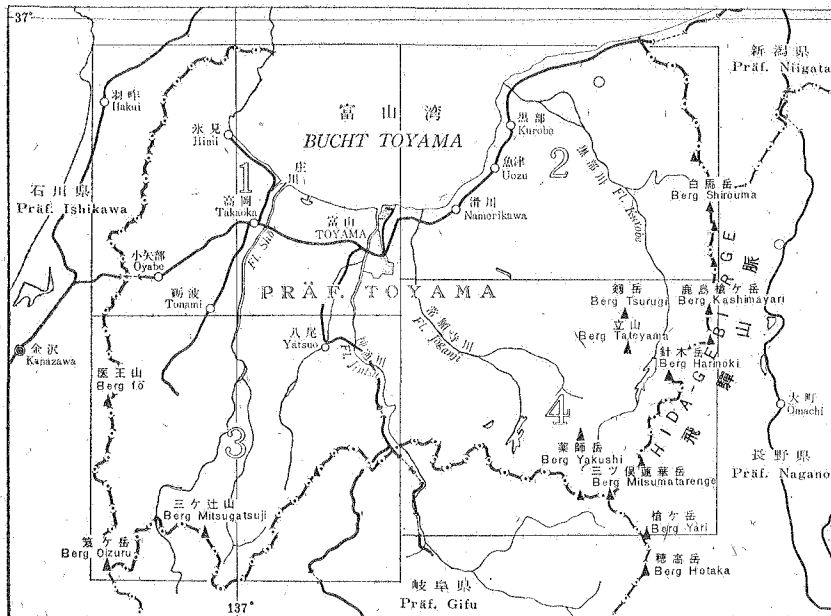 37°
新潟県
Präf. Niigata
羽咋
Hakui
富山湾
BUCHT TOYAMA
氷見
Himi
黒部
Kurobe
魚津
Uozu
黒部川
Fl. Kurobe
2
1
庄川
石川県
Präf. Ishikawa
高岡
Takaoka
富山
TOYAMA
滑川
Namerikawa
白馬岳
Berg Shirouma
Fl. Shō
小矢部
Oyabe
砺波
Tonami
PRÄF. TOYAMA
剱岳
Berg Tsurugi
鹿島槍ケ岳
Berg Kashimayari
立山
Berg Tateyama
八尾
Yatsuo
常願寺川
Fl. Jōganji
針木岳
Berg Harinoki
HIDA-GEBIRGE
飛騨山脈
金沢
Kanazawa
医王山
Berg Iō
大町
Omachi
3
4
薬師岳
Berg Yakushi
長野県
Präf. Nagano
三ツ俣蓮華岳
Berg Mitsumatarenge
三ケ辻山
Berg Mitsugatsuji
笈ケ岳
Berg Oizuru
槍ケ岳
Berg Yari
穂高岳
Berg Hotaka
岐阜県
Präf. Gifu
137°